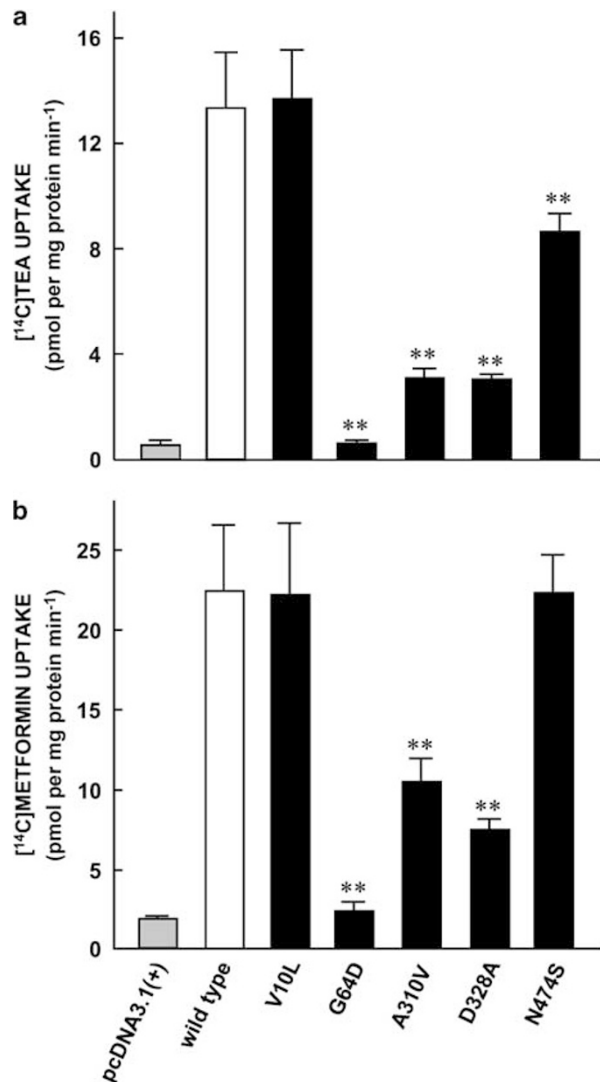 a
[¹⁴C]TEA UPTAKE
(pmol per mg protein min⁻¹)
16
12
8
4
0
**
**
**
**
b
[¹⁴C]METFORMIN UPTAKE
(pmol per mg protein min⁻¹)
25
20
15
10
5
0
**
**
**
pcDNA3.1(+)
wild type
V10L
G64D
A310V
D328A
N474S